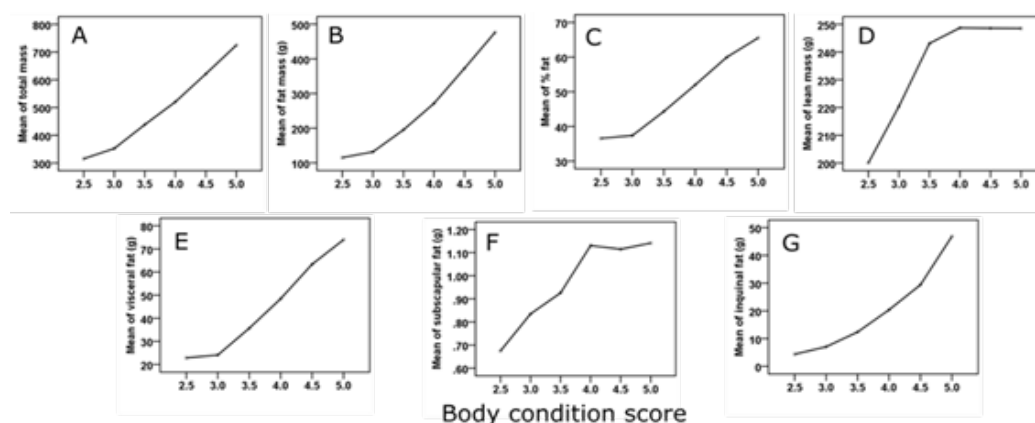 A
Mean of total mass
800
700
600
500
400
300
2.5 3.0 3.5 4.0 4.5 5.0
B
Mean of fat mass (g)
500
400
300
200
100
2.5 3.0 3.5 4.0 4.5 5.0
C
Mean of % fat
70
60
50
40
30
2.5 3.0 3.5 4.0 4.5 5.0
D
Mean of lean mass (g)
250
240
230
220
210
200
2.5 3.0 3.5 4.0 4.5 5.0
E
Mean of visceral fat (g)
80
70
60
50
40
30
20
2.5 3.0 3.5 4.0 4.5 5.0
F
Mean of subscapular fat (g)
1.20
1.10
1.00
.90
.80
.70
.60
2.5 3.0 3.5 4.0 4.5 5.0
G
Mean of inquinal fat (g)
50
40
30
20
10
0
2.5 3.0 3.5 4.0 4.5 5.0
Body condition score